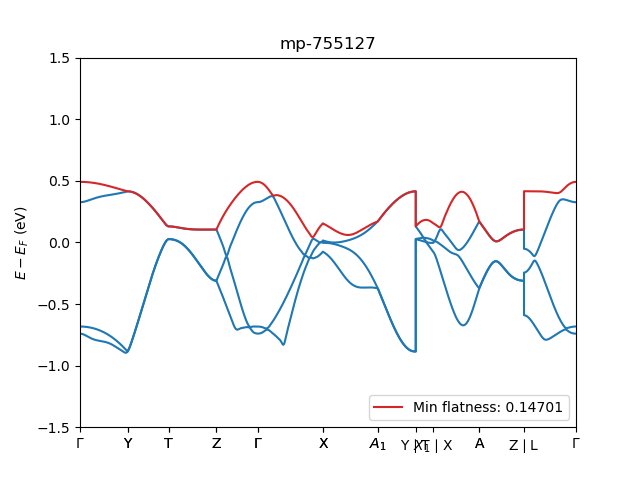 mp-755127
E − E_F (eV)
1.5
1.0
0.5
0.0
−0.5
−1.0
−1.5
Min flatness: 0.14701
Γ Y T Z Γ X A₁ Y | X₁ T | X A Z | L Γ